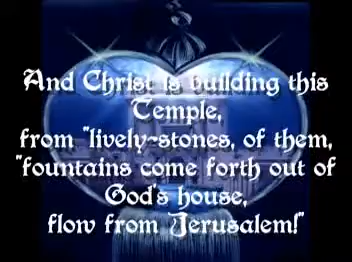 And Christ is building this
Temple,
from "lively-stones, of them,
"fountains come forth out of
God's house,
flow from Jerusalem!"